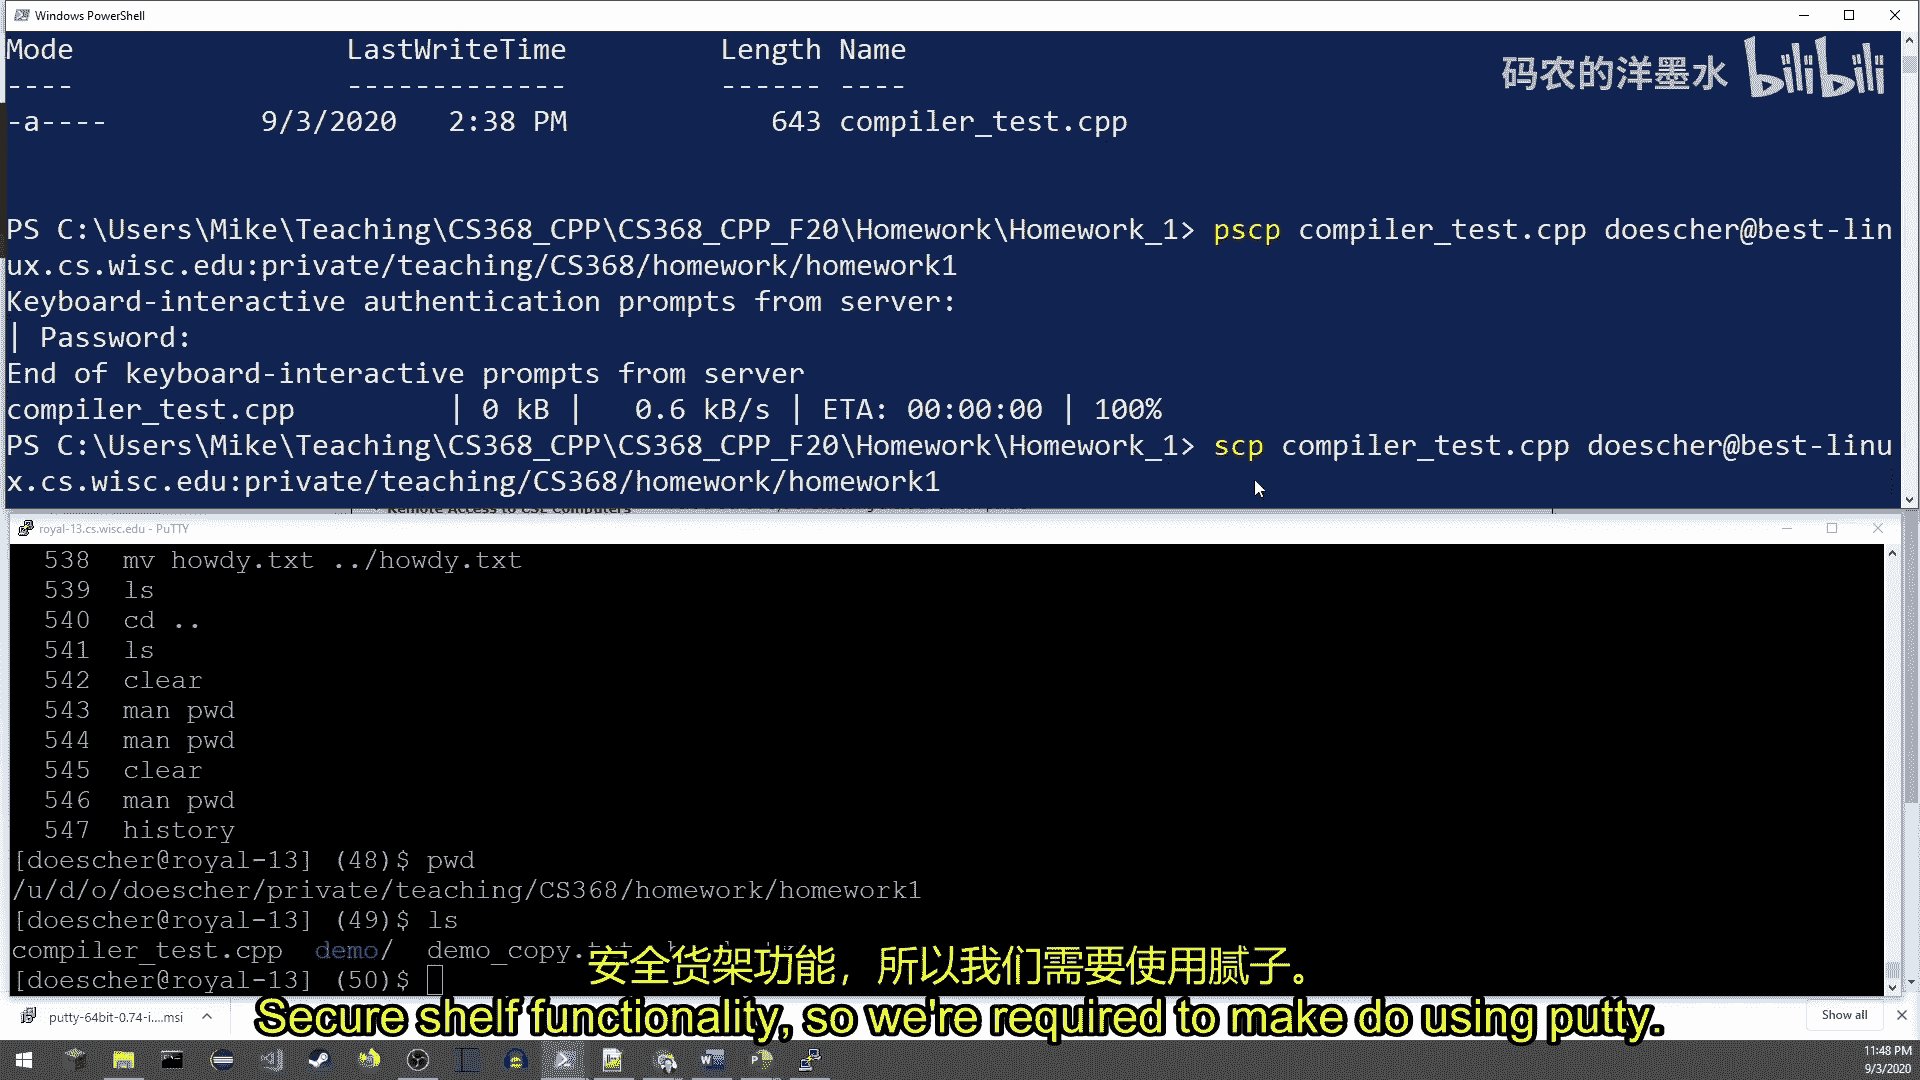 Windows PowerShell
Mode                LastWriteTime         Length Name
----                -------------         ------ ----
-a----         9/3/2020   2:38 PM            643 compiler_test.cpp
码农的洋墨水 bilibili
PS C:\Users\Mike\Teaching\CS368_CPP\CS368_CPP_F20\Homework\Homework_1> pscp compiler_test.cpp doescher@best-lin
ux.cs.wisc.edu:private/teaching/CS368/homework/homework1
Keyboard-interactive authentication prompts from server:
| Password:
End of keyboard-interactive prompts from server
compiler_test.cpp         | 0 kB |   0.6 kB/s | ETA: 00:00:00 | 100%
PS C:\Users\Mike\Teaching\CS368_CPP\CS368_CPP_F20\Homework\Homework_1> scp compiler_test.cpp doescher@best-linu
x.cs.wisc.edu:private/teaching/CS368/homework/homework1
Remote Access to CSL Computers
royal-13.cs.wisc.edu - PuTTY
538  mv howdy.txt ../howdy.txt
539  ls
540  cd ..
541  ls
542  clear
543  man pwd
544  man pwd
545  clear
546  man pwd
547  history
[doescher@royal-13] (48)$ pwd
/u/d/o/doescher/private/teaching/CS368/homework/homework1
[doescher@royal-13] (49)$ ls
compiler_test.cpp  demo/  demo_copy.
[doescher@royal-13] (50)$
安全货架功能，所以我们需要使用腻子。
Secure shelf functionality, so we're required to make do using putty.
putty-64bit-0.74-i....msi
Show all
11:48 PM
9/3/2020